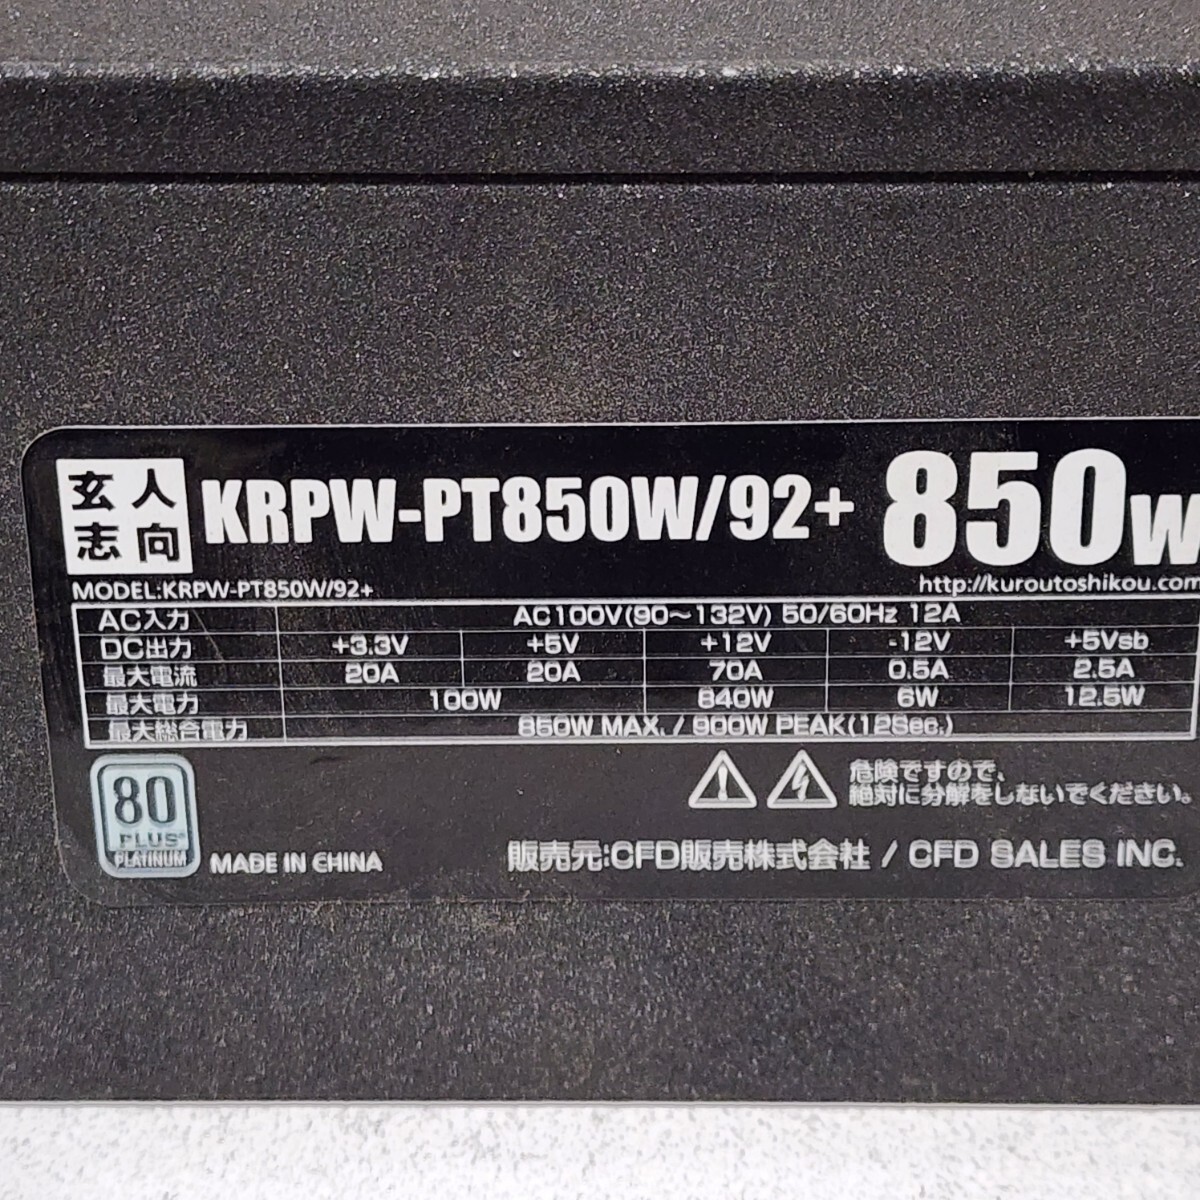 玄人
志向
KRPW-PT850W/92+ 850W
http://kuroutoshikou.com
MODEL:KRPW-PT850W/92+
AC入力 AC100V(90～132V) 50/60Hz 12A
DC出力 +3.3V +5V +12V -12V +5Vsb
最大電流 20A 20A 70A 0.5A 2.5A
最大電力 100W 840W 6W 12.5W
最大総合電力 850W MAX. / 900W PEAK(12Sec.)
80
PLUS®
PLATINUM
MADE IN CHINA
危険ですので、
絶対に分解をしないでください。
販売元:CFD販売株式会社 / CFD SALES INC.